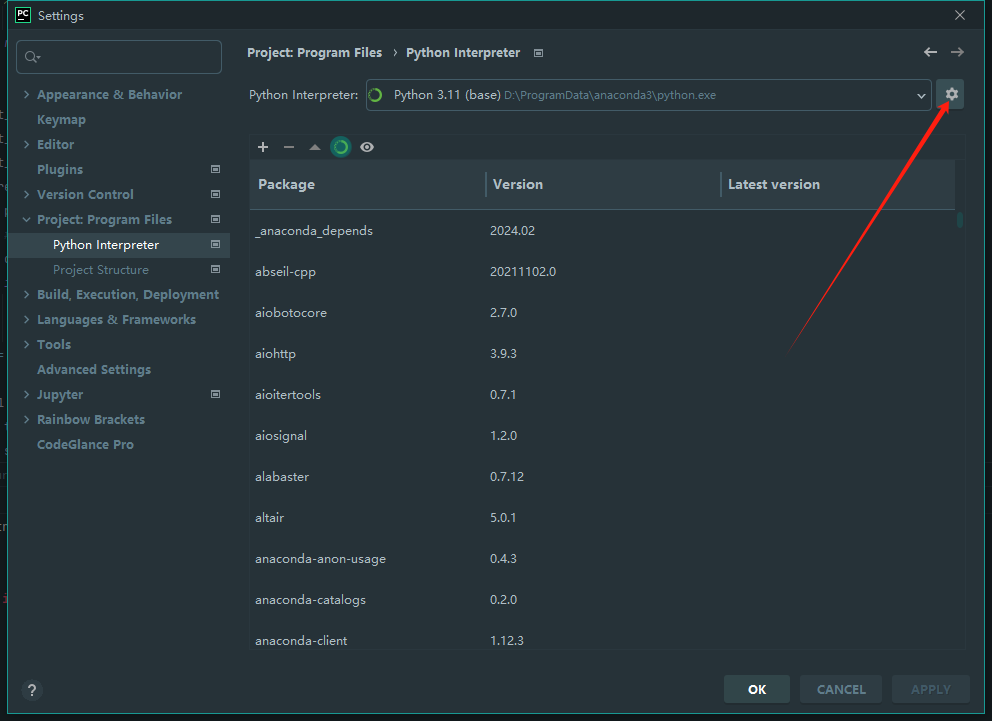 PC Settings
Project: Program Files › Python Interpreter
Python Interpreter: Python 3.11 (base) D:\ProgramData\anaconda3\python.exe
Appearance & Behavior
Keymap
Editor
Plugins
Version Control
Project: Program Files
Python Interpreter
Project Structure
Build, Execution, Deployment
Languages & Frameworks
Tools
Advanced Settings
Jupyter
Rainbow Brackets
CodeGlance Pro
Package Version Latest version
_anaconda_depends 2024.02
abseil-cpp 20211102.0
aiobotocore 2.7.0
aiohttp 3.9.3
aioitertools 0.7.1
aiosignal 1.2.0
alabaster 0.7.12
altair 5.0.1
anaconda-anon-usage 0.4.3
anaconda-catalogs 0.2.0
anaconda-client 1.12.3
? OK CANCEL APPLY